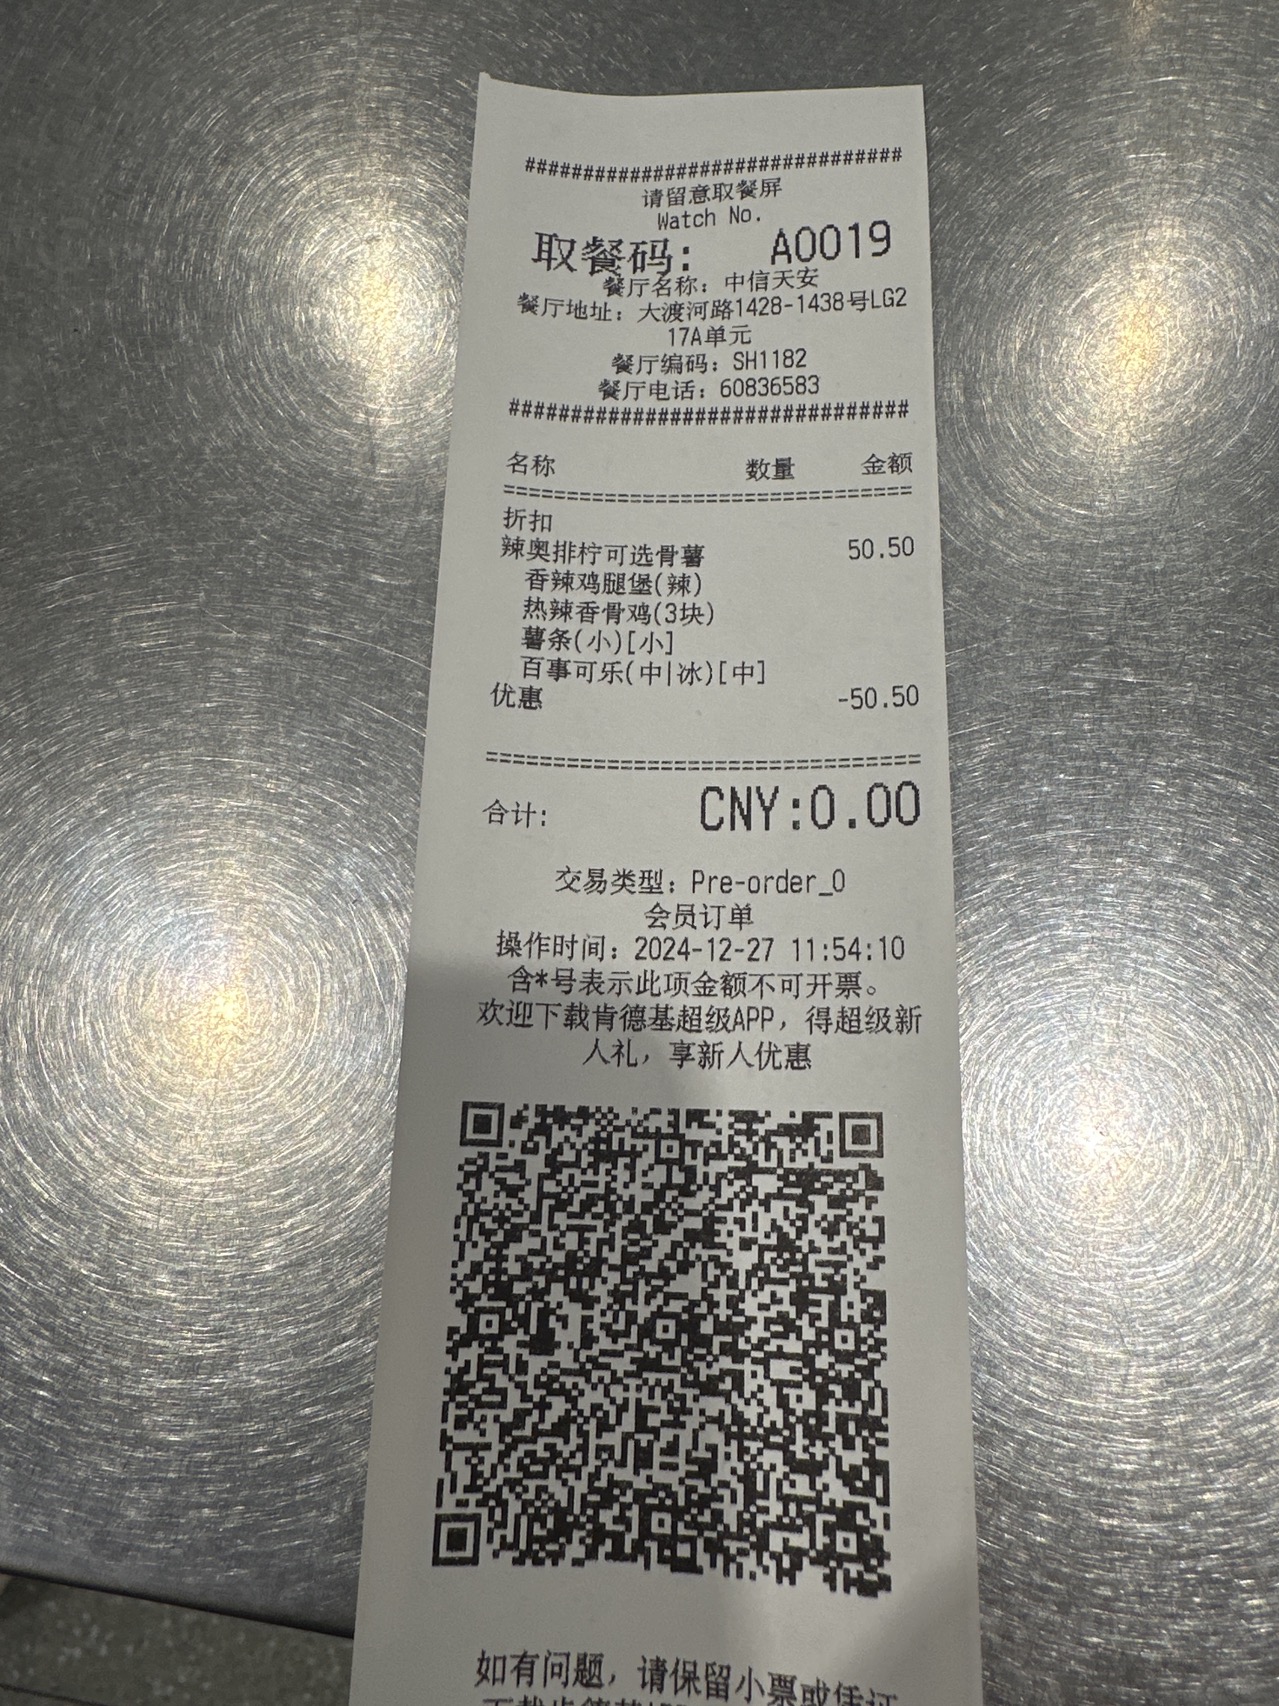 ################################
请留意取餐屏
Watch No.
取餐码: A0019
餐厅名称: 中信天安
餐厅地址: 大渡河路1428-1438号LG2
17A单元
餐厅编码: SH1182
餐厅电话: 60836583
################################
名称 数量 金额
========================================
折扣
辣奥排柠可选骨薯 50.50
香辣鸡腿堡(辣)
热辣香骨鸡(3块)
薯条(小)[小]
百事可乐(中|冰)[中]
优惠 -50.50
========================================
合计: CNY:0.00
交易类型: Pre-order_0
会员订单
操作时间: 2024-12-27 11:54:10
含*号表示此项金额不可开票。
欢迎下载肯德基超级APP, 得超级新
人礼, 享新人优惠
如有问题, 请保留小票或凭证